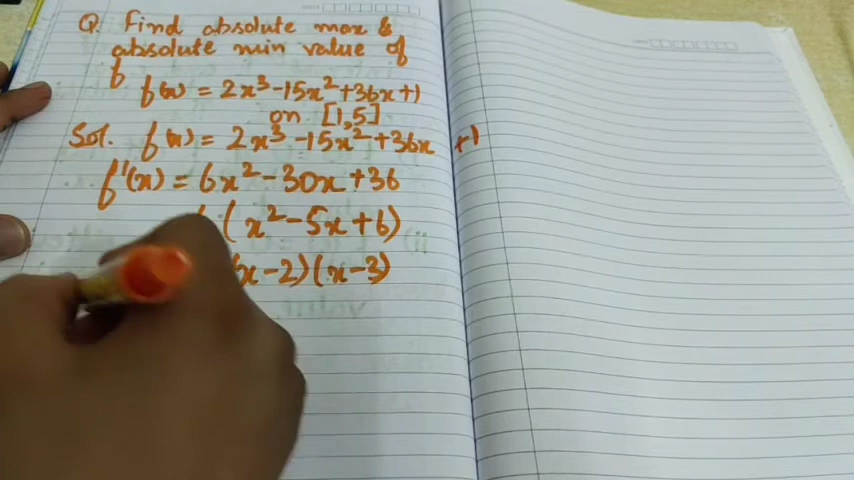 Q. Find absolute max &
absolute min value of
f f(x) = 2x³-15x²+36x+1
on [1,5]
Sol. f(x) = 2x³-15x²+36x +1
f'(x) = 6x²-30x+36
(x²-5x+6)
(x-2)(x-3)